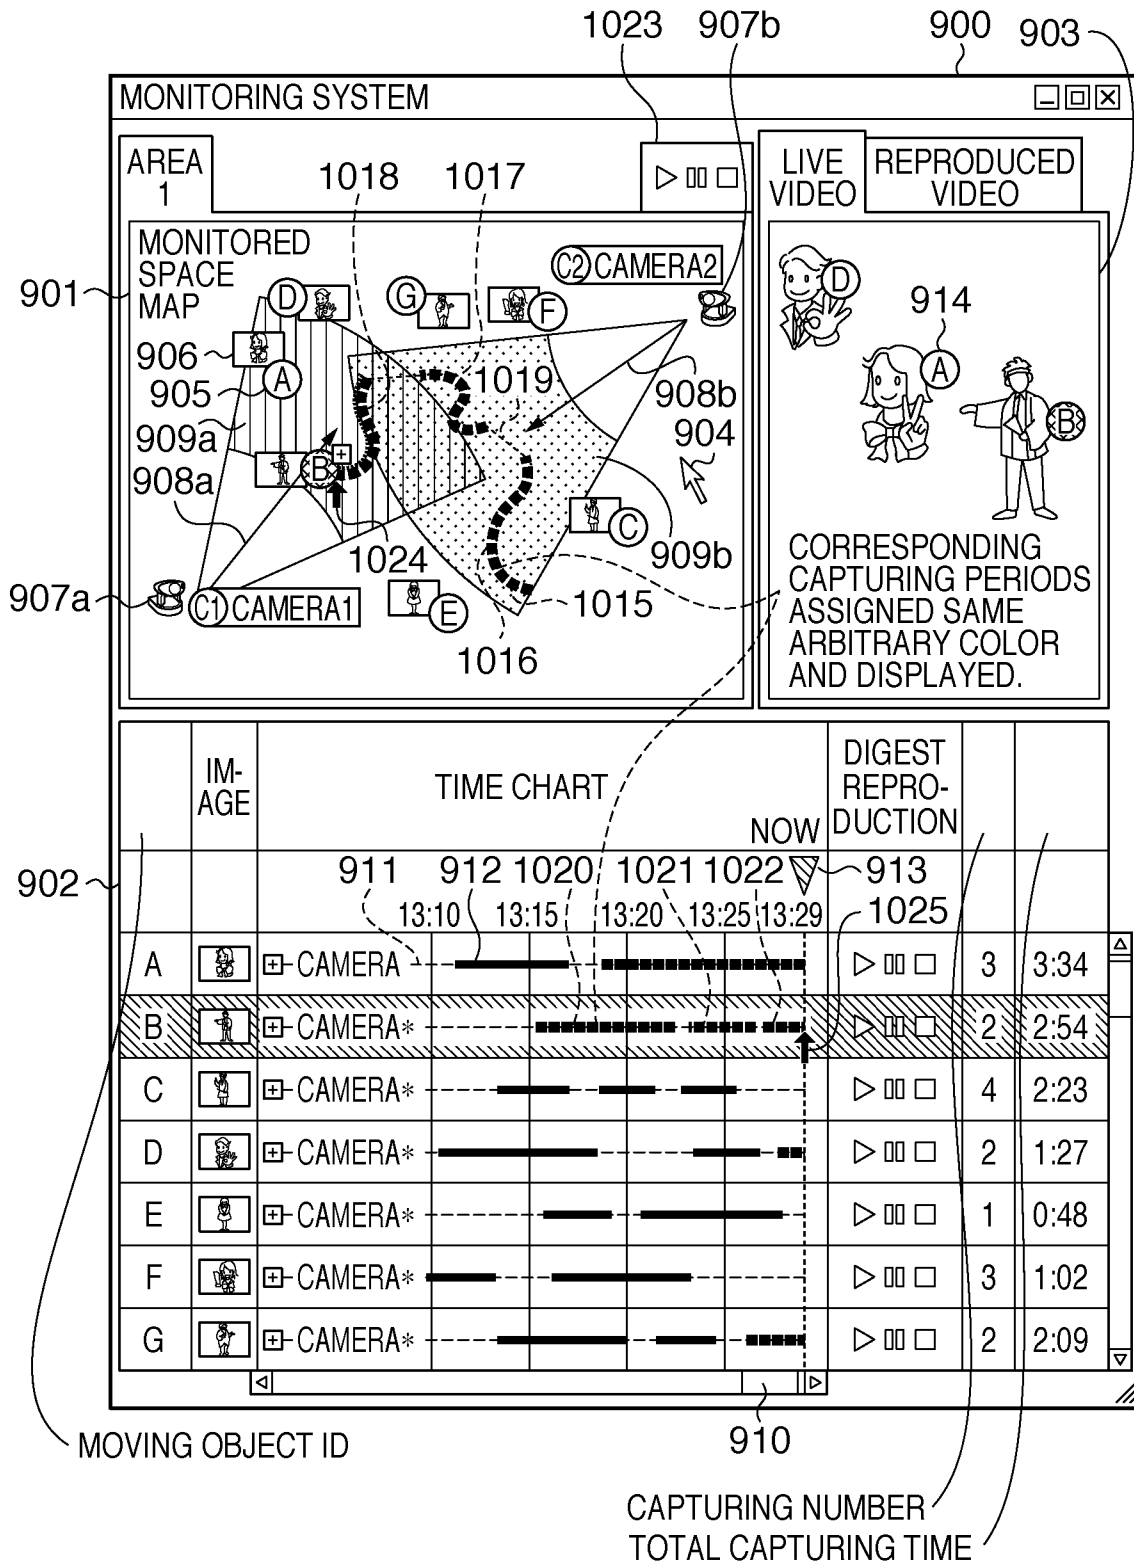 1023 907b 900 903
MONITORING SYSTEM
AREA
1
1018 1017
LIVE
VIDEO
REPRODUCED
VIDEO
MONITORED
SPACE
MAP
C2 CAMERA2
901
D
G
F
D
914
906
A
A
905
1019
908b
B
909a
904
B
908a
C
1024
909b
907a
C1 CAMERA1
E
1015
1016
CORRESPONDING
CAPTURING PERIODS
ASSIGNED SAME
ARBITRARY COLOR
AND DISPLAYED.
IM-
AGE
TIME CHART
DIGEST
REPRO-
DUCTION
NOW
902
911 912 1020 1021 1022 913
13:10 13:15 13:20 13:25 13:29 1025
A CAMERA 3 3:34
B CAMERA* 2 2:54
C CAMERA* 4 2:23
D CAMERA* 2 1:27
E CAMERA* 1 0:48
F CAMERA* 3 1:02
G CAMERA* 2 2:09
MOVING OBJECT ID
910
CAPTURING NUMBER
TOTAL CAPTURING TIME